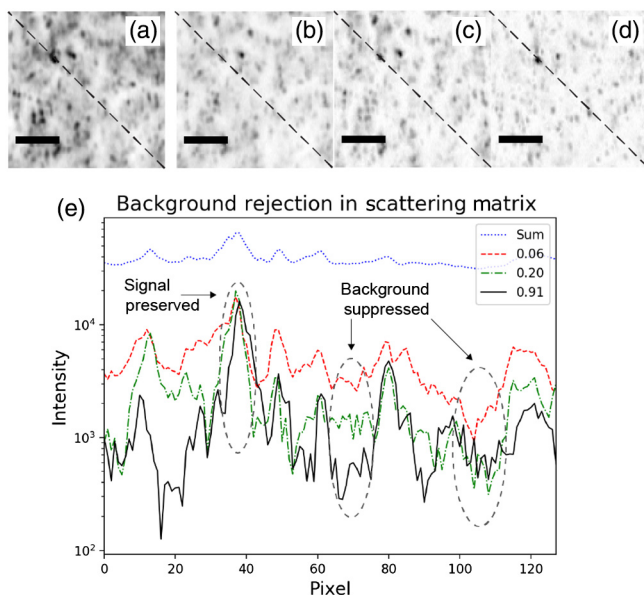 (a)
(b)
(c)
(d)
(e)
Background rejection in scattering matrix
Sum
0.06
0.20
0.91
Signal
preserved
Background
suppressed
10⁴
10³
10²
Intensity
0
20
40
60
80
100
120
Pixel